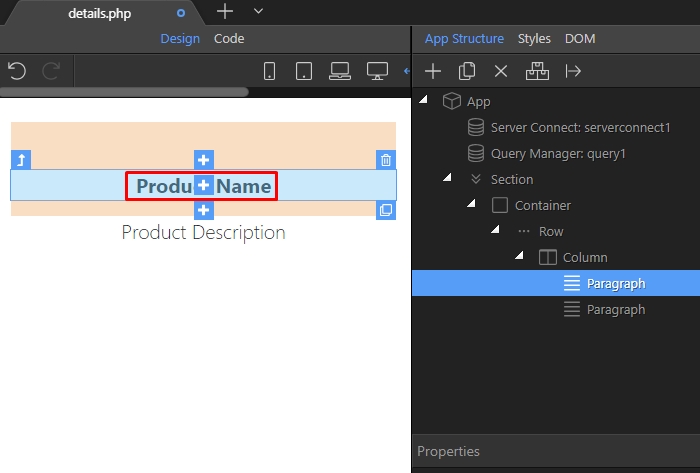 details.php
Design Code
App Structure Styles DOM
App
Server Connect: serverconnect1
Query Manager: query1
Section
Container
Row
Column
Paragraph
Paragraph
Properties
Produ Name
Product Description